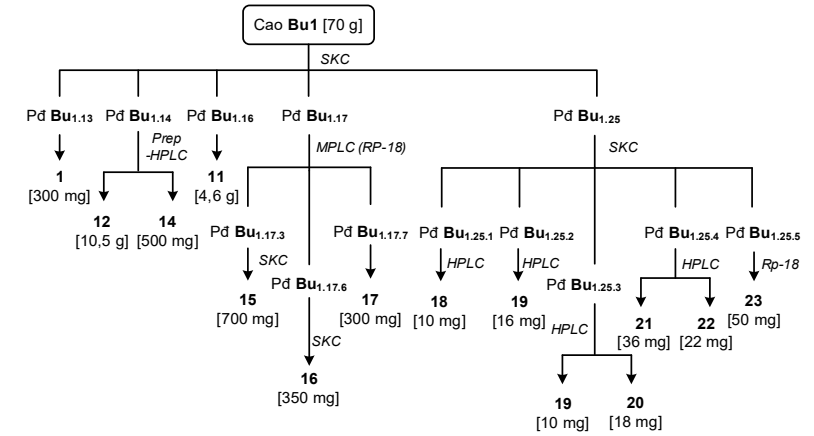 Cao Bu1 [70 g]
SKC
Pđ Bu1.13 Pđ Bu1.14 Pđ Bu1.16 Pđ Bu1.17 Pđ Bu1.25
Prep
-HPLC
MPLC (RP-18)
SKC
1
[300 mg]
11
[4,6 g]
12
[10,5 g]
14
[500 mg]
Pđ Bu1.17.3 Pđ Bu1.17.7 Pđ Bu1.25.1 Pđ Bu1.25.2 Pđ Bu1.25.4 Pđ Bu1.25.5
SKC
HPLC
HPLC
HPLC
Rp-18
Pđ Bu1.17.6
Pđ Bu1.25.3
15
[700 mg]
17
[300 mg]
18
[10 mg]
19
[16 mg]
21
[36 mg]
22
[22 mg]
23
[50 mg]
SKC
HPLC
16
[350 mg]
19
[10 mg]
20
[18 mg]